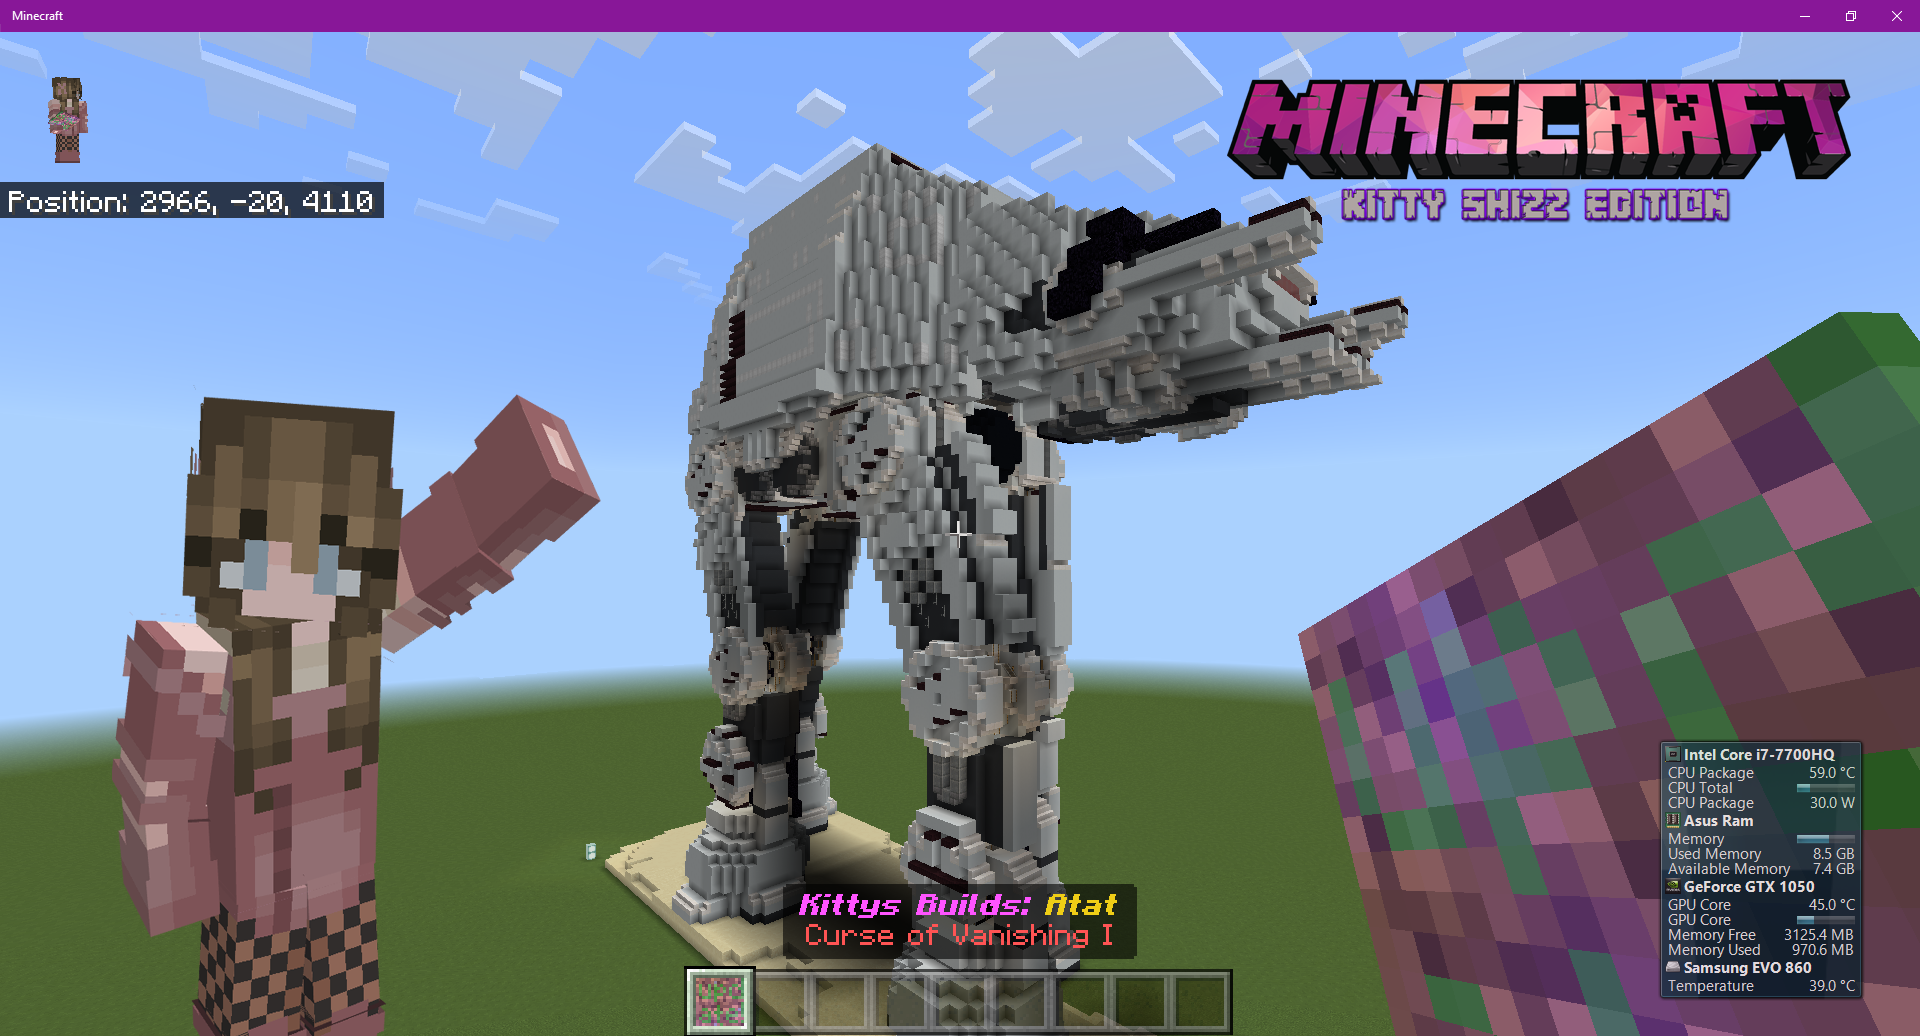 Minecraft
MINECRAFT
KITTY SHIZZ EDITION
Position: 2966, -20, 4110
Intel Core i7-7700HQ
CPU Package 59.0 °C
CPU Total
CPU Package 30.0 W
Asus Ram
Memory
Used Memory 8.5 GB
Available Memory 7.4 GB
GeForce GTX 1050
GPU Core 45.0 °C
GPU Core
Memory Free 3125.4 MB
Memory Used 970.6 MB
Samsung EVO 860
Temperature 39.0 °C
Kittys Builds: Atat
Curse of Vanishing I